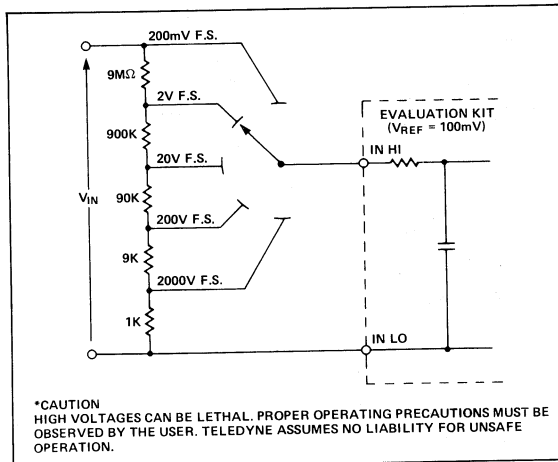 200mV F.S.
9MΩ
2V F.S.
EVALUATION KIT
(VREF = 100mV)
900K
IN HI
20V F.S.
VIN
90K
200V F.S.
9K
2000V F.S.
1K
IN LO
*CAUTION
HIGH VOLTAGES CAN BE LETHAL. PROPER OPERATING PRECAUTIONS MUST BE
OBSERVED BY THE USER. TELEDYNE ASSUMES NO LIABILITY FOR UNSAFE
OPERATION.